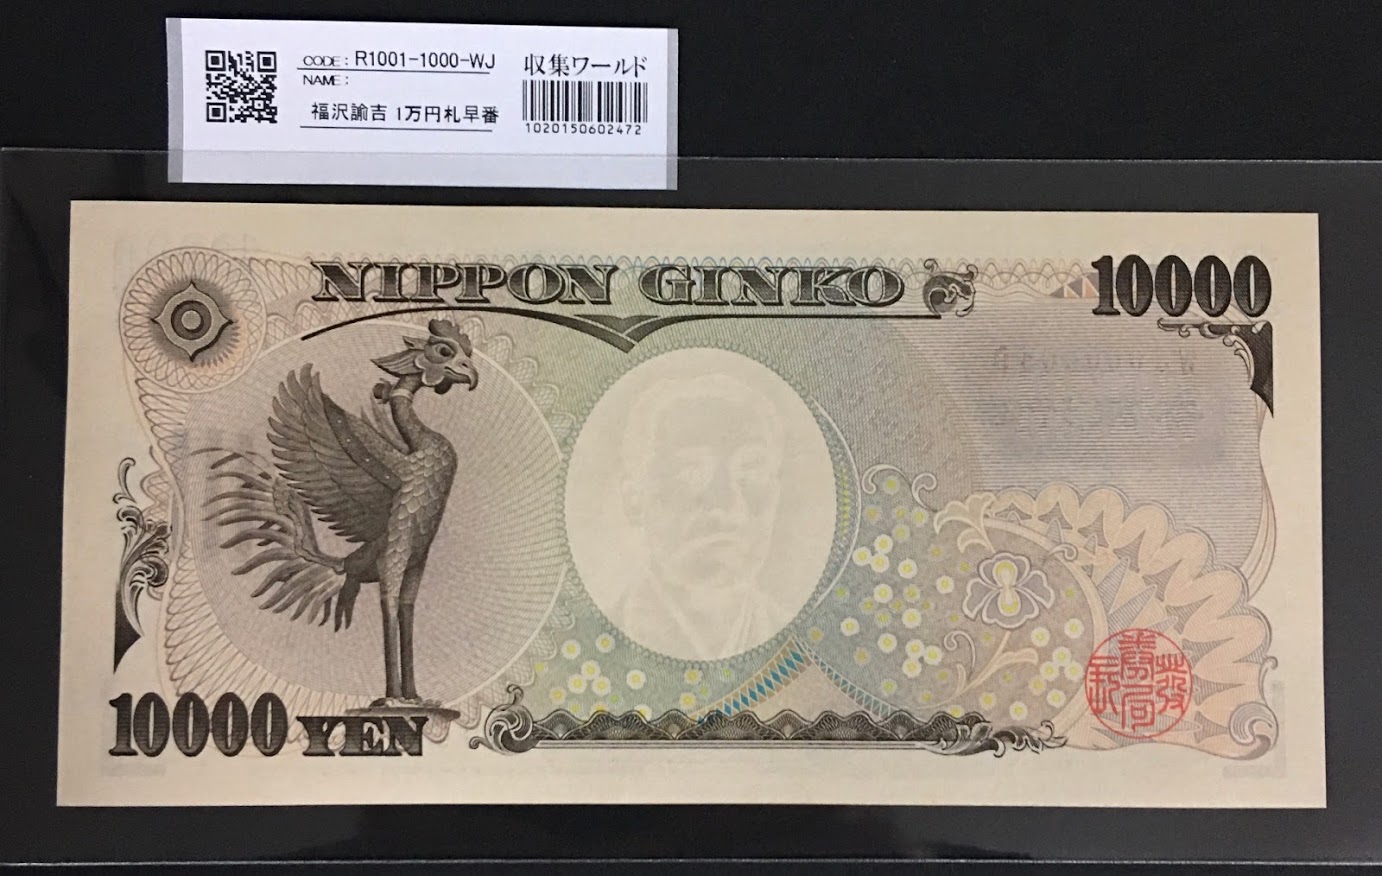 CODE : R1001-1000-WJ
NAME :
福沢諭吉 1万円札早番
収集ワールド
1020150602472
NIPPON GINKO
10000
10000 YEN